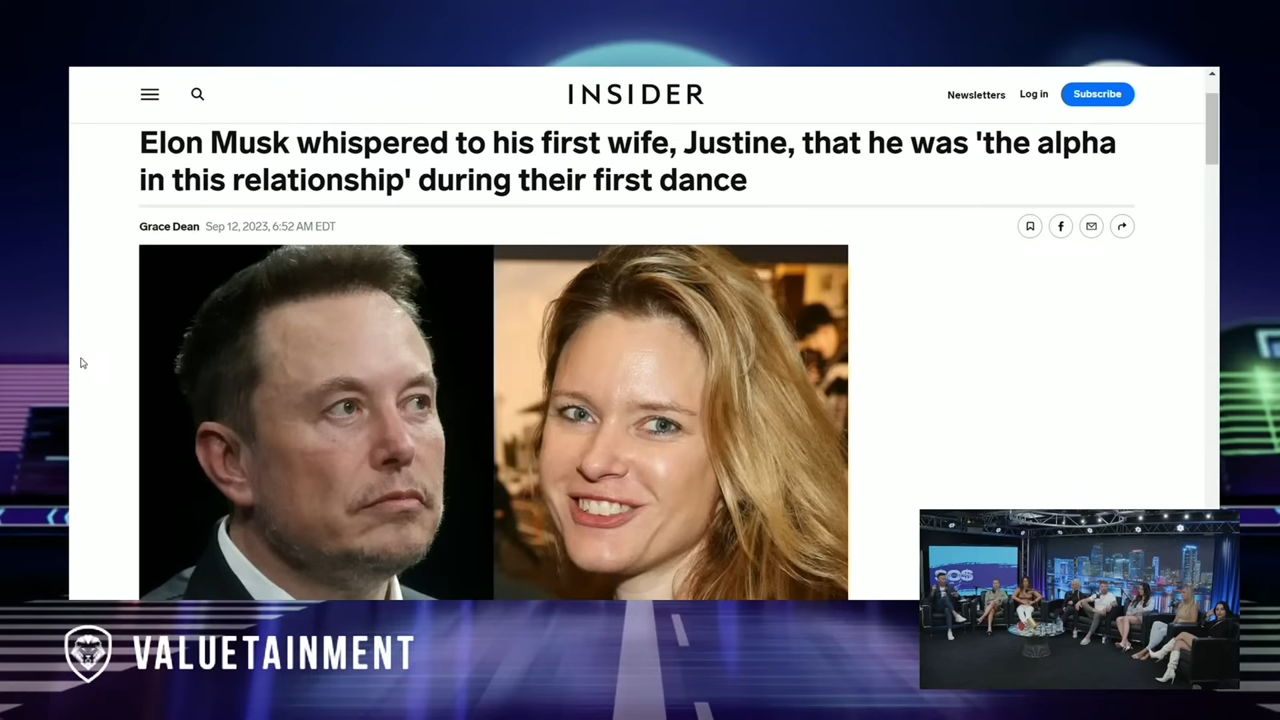 INSIDER
Newsletters Log in Subscribe
Elon Musk whispered to his first wife, Justine, that he was 'the alpha
in this relationship' during their first dance
Grace Dean Sep 12, 2023, 6:52 AM EDT
SOS
VALUETAINMENT